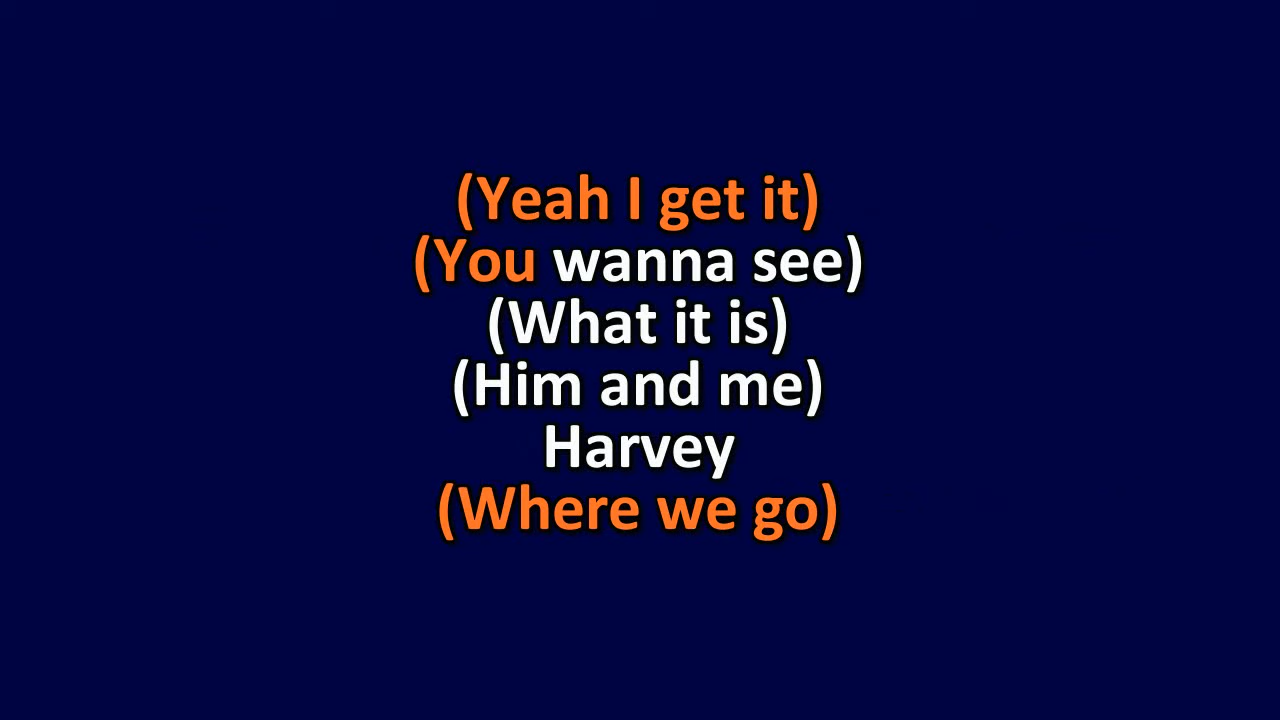 (Yeah I get it)
(You wanna see)
(What it is)
(Him and me)
Harvey
(Where we go)